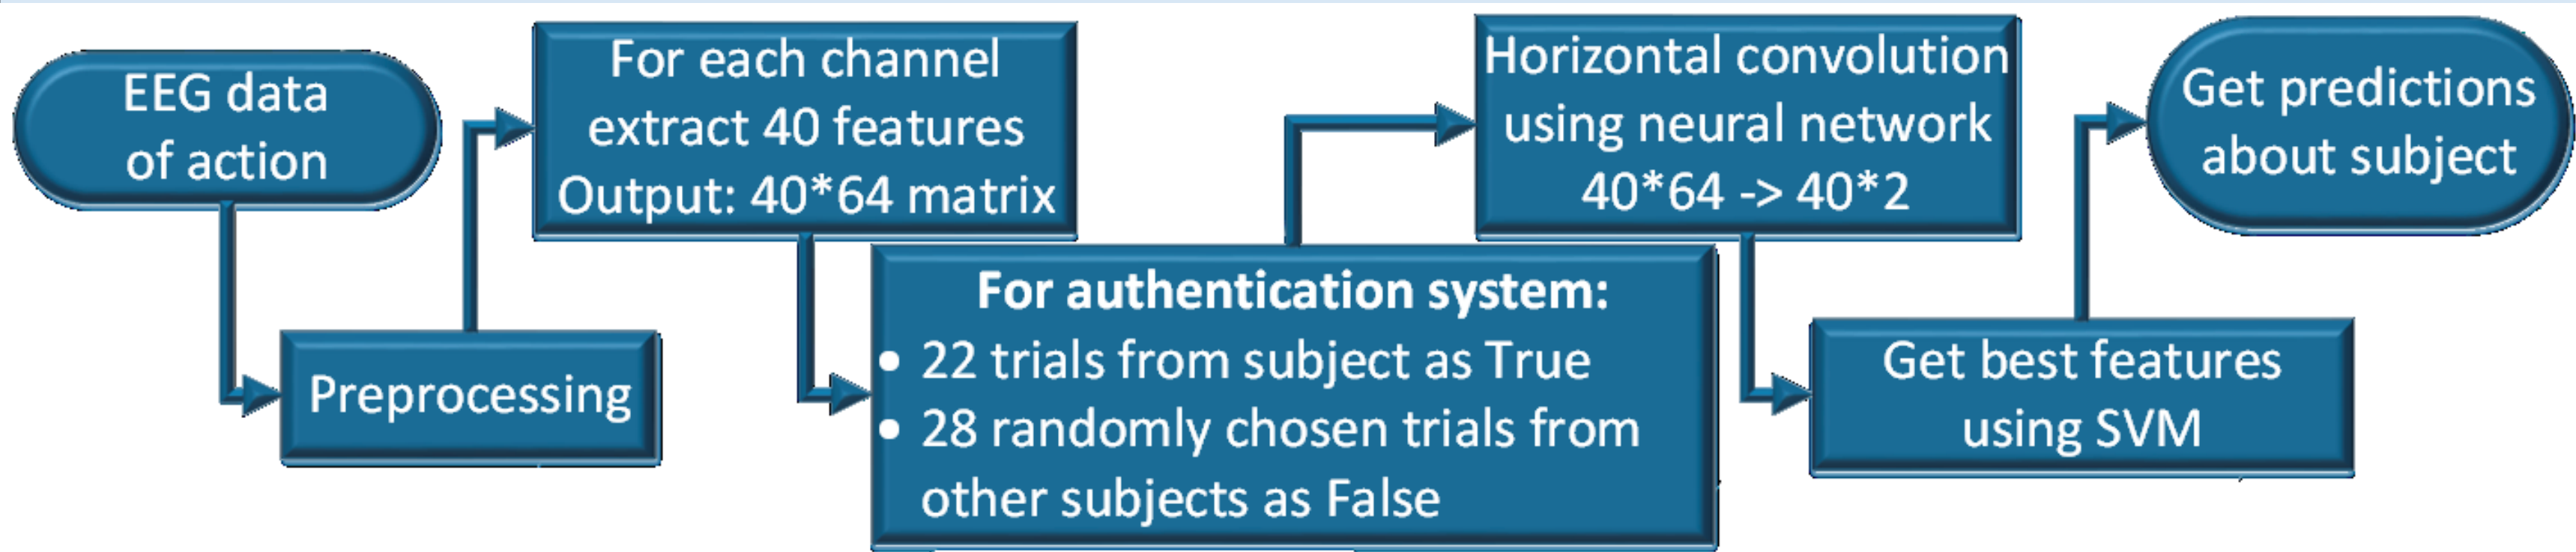 EEG data
of action
Preprocessing
For each channel
extract 40 features
Output: 40*64 matrix
For authentication system:
• 22 trials from subject as True
• 28 randomly chosen trials from
other subjects as False
Horizontal convolution
using neural network
40*64 -> 40*2
Get best features
using SVM
Get predictions
about subject